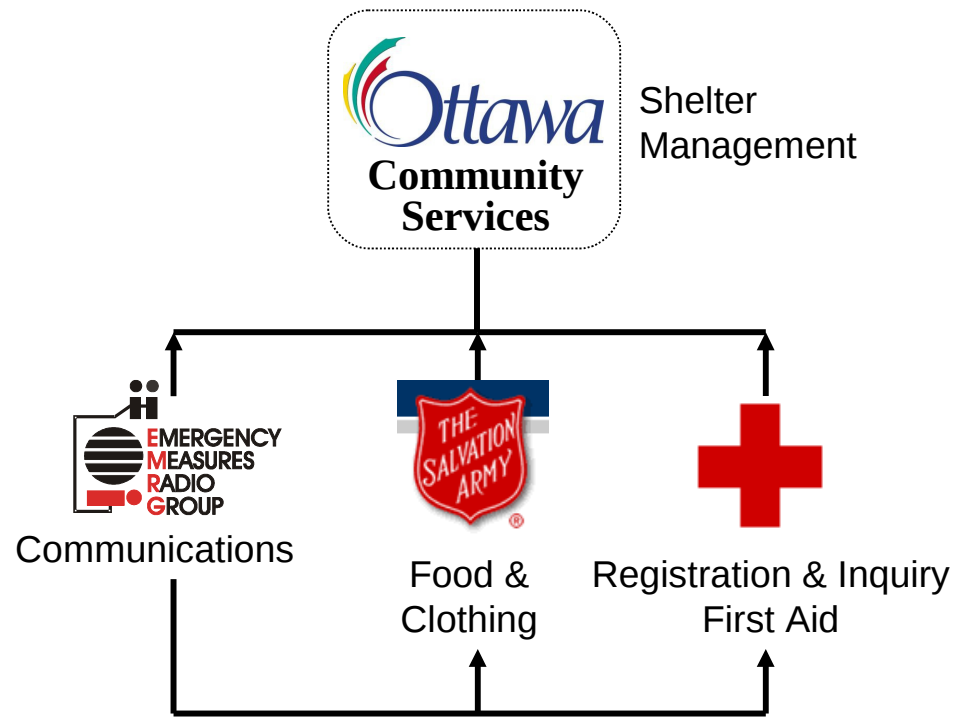 Ottawa
Community
Services
Shelter
Management
EMERGENCY
MEASURES
RADIO
GROUP
Communications
THE
SALVATION
ARMY
®
Food &
Clothing
Registration & Inquiry
First Aid